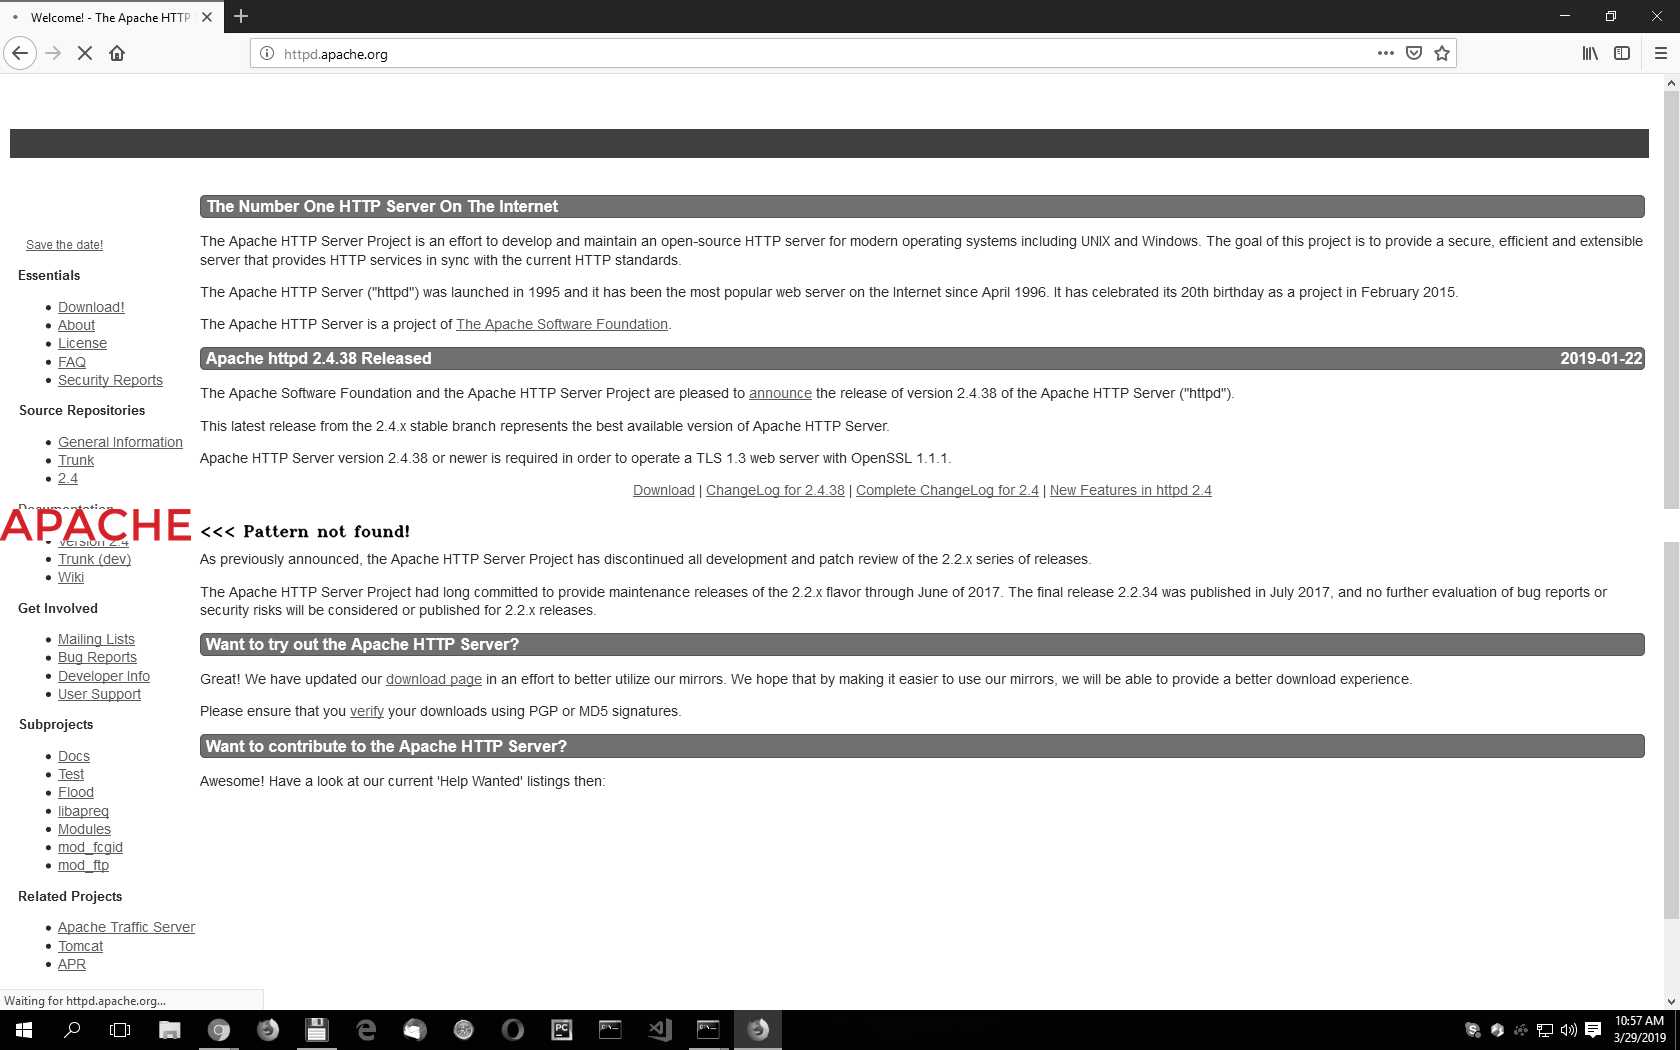 Welcome! - The Apache HTTP
httpd.apache.org
The Number One HTTP Server On The Internet
The Apache HTTP Server Project is an effort to develop and maintain an open-source HTTP server for modern operating systems including UNIX and Windows. The goal of this project is to provide a secure, efficient and extensible
server that provides HTTP services in sync with the current HTTP standards.
The Apache HTTP Server ("httpd") was launched in 1995 and it has been the most popular web server on the Internet since April 1996. It has celebrated its 20th birthday as a project in February 2015.
The Apache HTTP Server is a project of The Apache Software Foundation.
Apache httpd 2.4.38 Released 2019-01-22
The Apache Software Foundation and the Apache HTTP Server Project are pleased to announce the release of version 2.4.38 of the Apache HTTP Server ("httpd").
This latest release from the 2.4.x stable branch represents the best available version of Apache HTTP Server.
Apache HTTP Server version 2.4.38 or newer is required in order to operate a TLS 1.3 web server with OpenSSL 1.1.1.
Download | ChangeLog for 2.4.38 | Complete ChangeLog for 2.4 | New Features in httpd 2.4
<<< Pattern not found!
As previously announced, the Apache HTTP Server Project has discontinued all development and patch review of the 2.2.x series of releases.
The Apache HTTP Server Project had long committed to provide maintenance releases of the 2.2.x flavor through June of 2017. The final release 2.2.34 was published in July 2017, and no further evaluation of bug reports or
security risks will be considered or published for 2.2.x releases.
Want to try out the Apache HTTP Server?
Great! We have updated our download page in an effort to better utilize our mirrors. We hope that by making it easier to use our mirrors, we will be able to provide a better download experience.
Please ensure that you verify your downloads using PGP or MD5 signatures.
Want to contribute to the Apache HTTP Server?
Awesome! Have a look at our current 'Help Wanted' listings then:
Save the date!
Essentials
Download!
About
License
FAQ
Security Reports
Source Repositories
General Information
Trunk
2.4
Documentation
APACHE
Version 2.4
Trunk (dev)
Wiki
Get Involved
Mailing Lists
Bug Reports
Developer Info
User Support
Subprojects
Docs
Test
Flood
libapreq
Modules
mod_fcgid
mod_ftp
Related Projects
Apache Traffic Server
Tomcat
APR
Waiting for httpd.apache.org...
PC
10:57 AM
3/29/2019